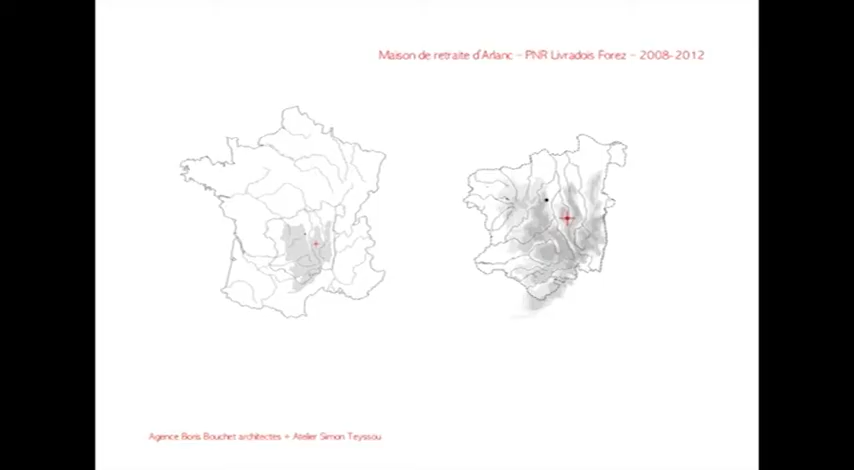 Maison de retraite d'Arlanc - PNR Livradois Forez - 2008-2012
Agence Boris Bouchet architectes + Atelier Simon Teyssou